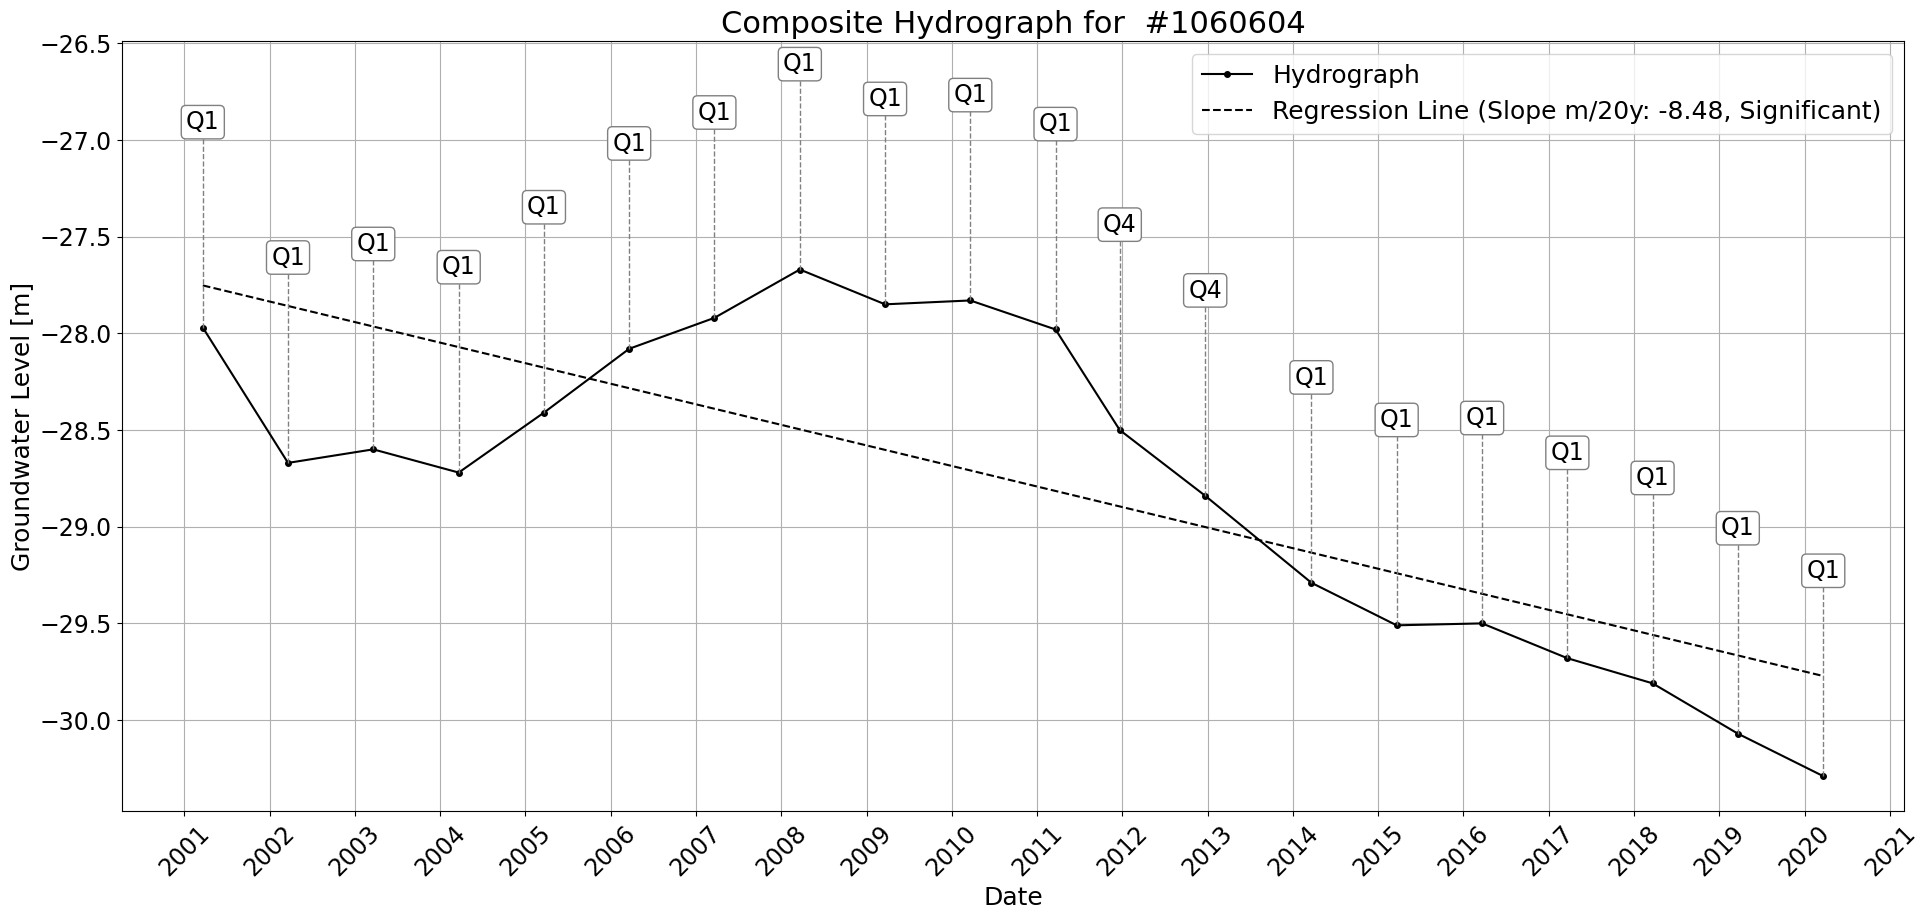 Composite Hydrograph for  #1060604
Hydrograph
Regression Line (Slope m/20y: -8.48, Significant)
Groundwater Level [m]
−26.5
−27.0
−27.5
−28.0
−28.5
−29.0
−29.5
−30.0
Q1
Q1
Q1
Q1
Q1
Q1
Q1
Q1
Q1
Q1
Q1
Q4
Q4
Q1
Q1
Q1
Q1
Q1
Q1
Q1
2001
2002
2003
2004
2005
2006
2007
2008
2009
2010
2011
2012
2013
2014
2015
2016
2017
2018
2019
2020
2021
Date